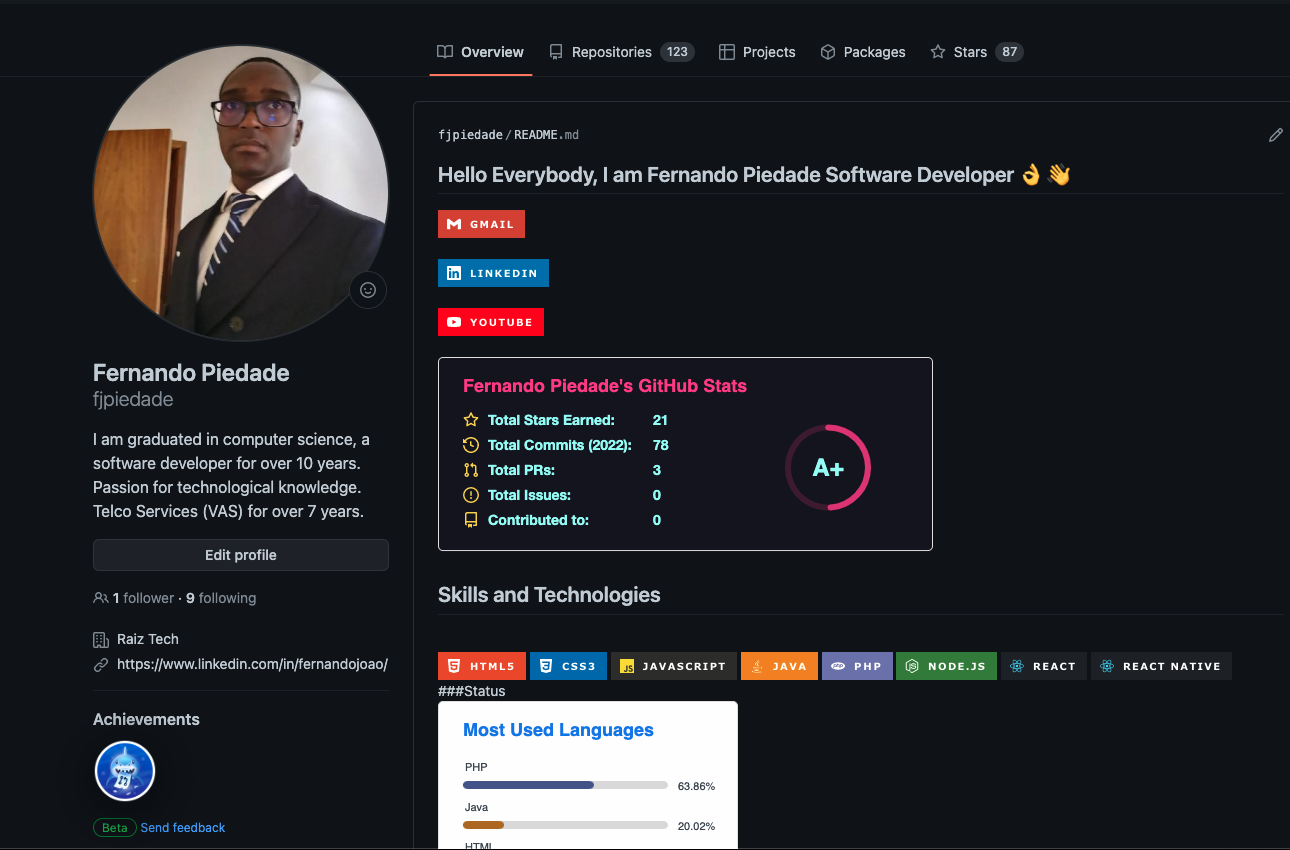 Overview
Repositories 123
Projects
Packages
Stars 87
fjpiedade/README.md
Hello Everybody, I am Fernando Piedade Software Developer 👌 👋
GMAIL
LINKEDIN
YOUTUBE
Fernando Piedade's GitHub Stats
Total Stars Earned: 21
Total Commits (2022): 78
Total PRs: 3
Total Issues: 0
Contributed to: 0
A+
Fernando Piedade
fjpiedade
I am graduated in computer science, a
software developer for over 10 years.
Passion for technological knowledge.
Telco Services (VAS) for over 7 years.
Edit profile
1 follower · 9 following
Raiz Tech
https://www.linkedin.com/in/fernandojoao/
Achievements
Beta Send feedback
Skills and Technologies
HTML5 CSS3 JS JAVASCRIPT JAVA PHP NODE.JS REACT REACT NATIVE
###Status
Most Used Languages
PHP
63.86%
Java
20.02%
HTML